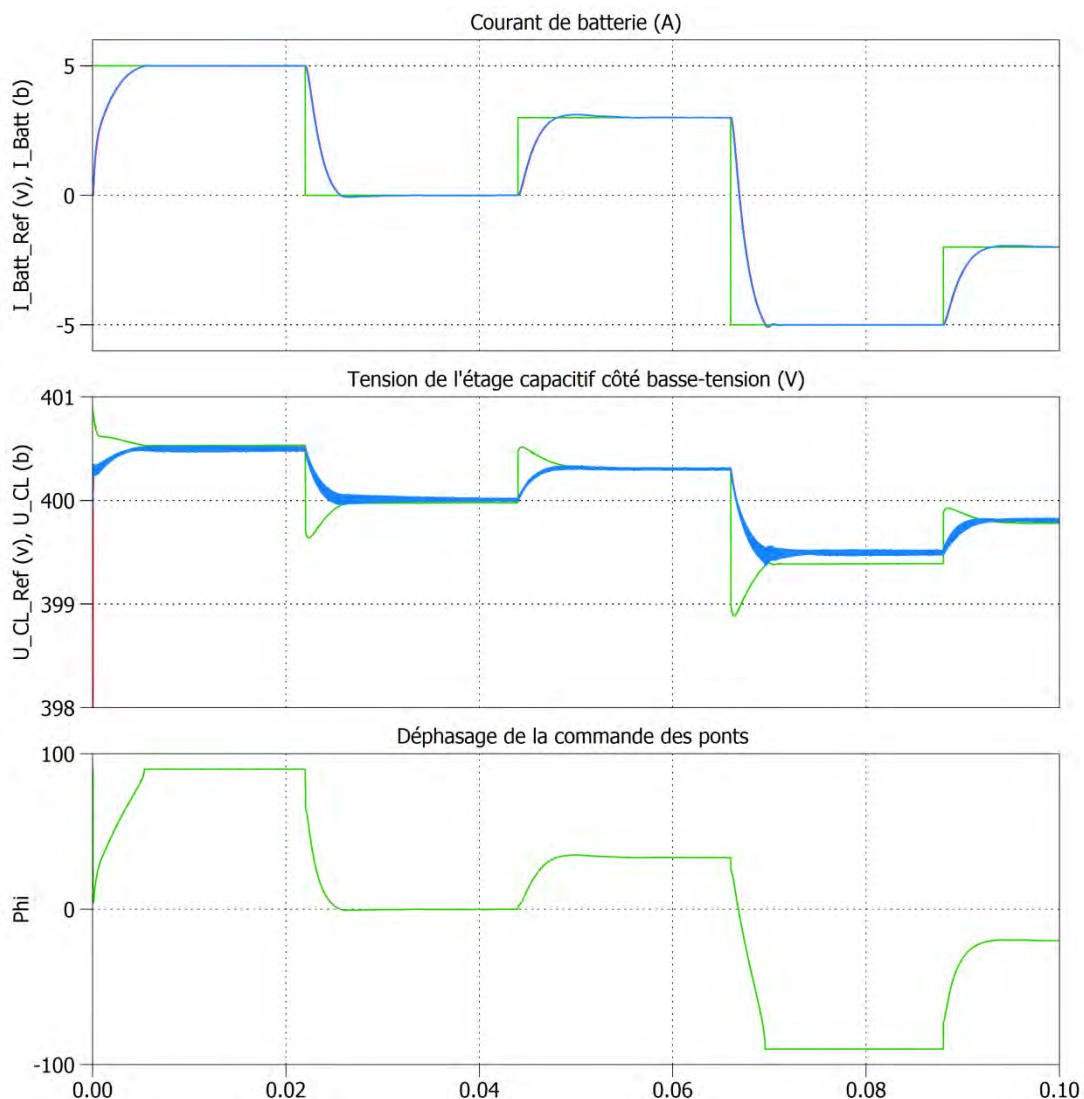 Courant de batterie (A)
I_Batt_Ref (v), I_Batt (b)
5
0
-5
Tension de l'étage capacitif côté basse-tension (V)
U_CL_Ref (v), U_CL (b)
401
400
399
398
Déphasage de la commande des ponts
Phi
100
0
-100
0.00 0.02 0.04 0.06 0.08 0.10